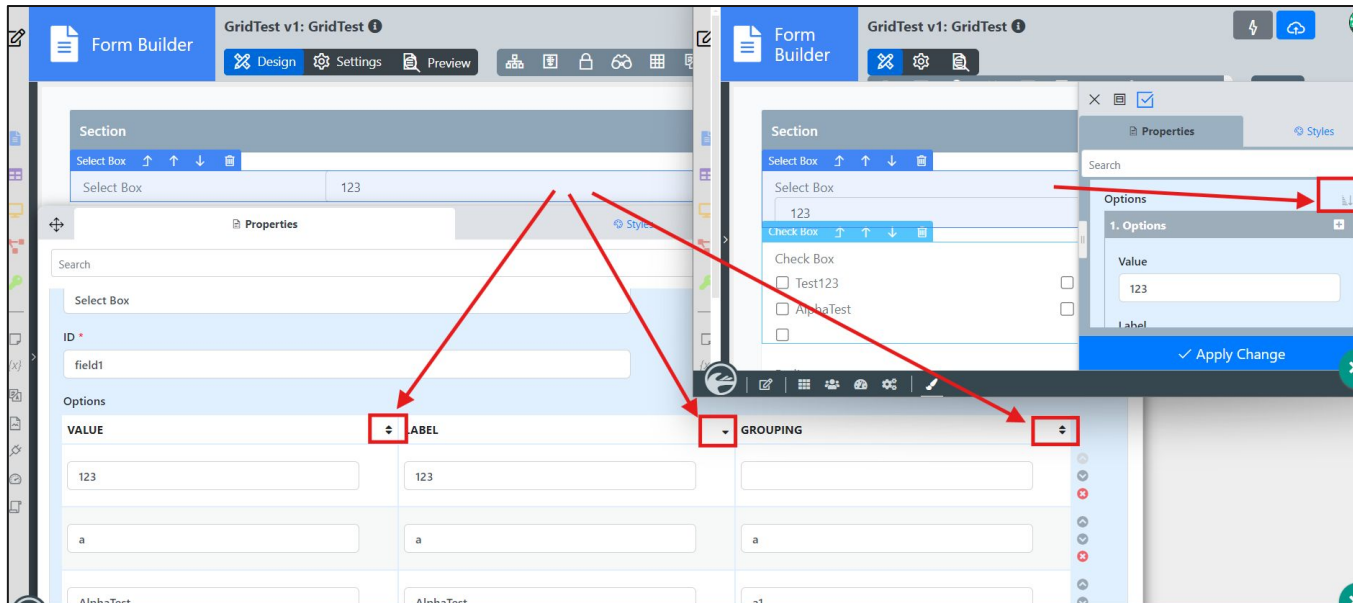 GridTest v1: GridTest
Form Builder
Design Settings Preview
Section
Select Box
Select Box 123
Properties Styles
Search
Select Box
ID *
field1
Options
VALUE LABEL GROUPING
123 123
a a a
AlphaTest AlphaTest a1
GridTest v1: GridTest
Form
Builder
Section
Select Box
Select Box
123
Check Box
Check Box
Test123
AlphaTest
Properties Styles
Search
Options
1. Options
Value
123
Label
Apply Change